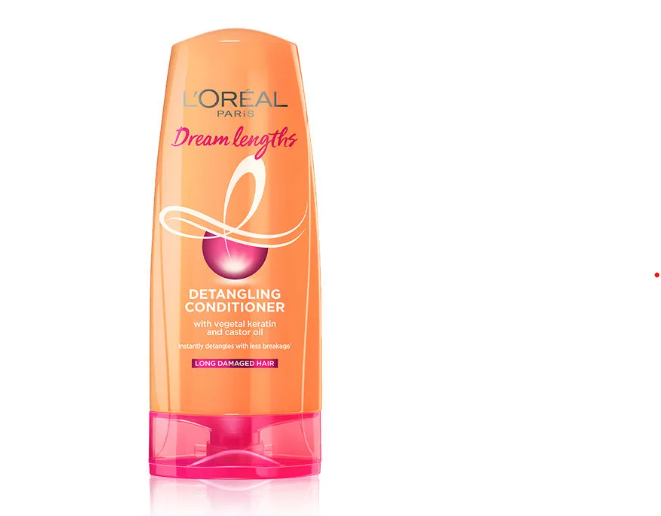 L'ORÉAL
PARIS
Dream lengths
DETANGLING
CONDITIONER
with vegetal keratin
and castor oil
instantly detangles with less breakage
LONG DAMAGED HAIR